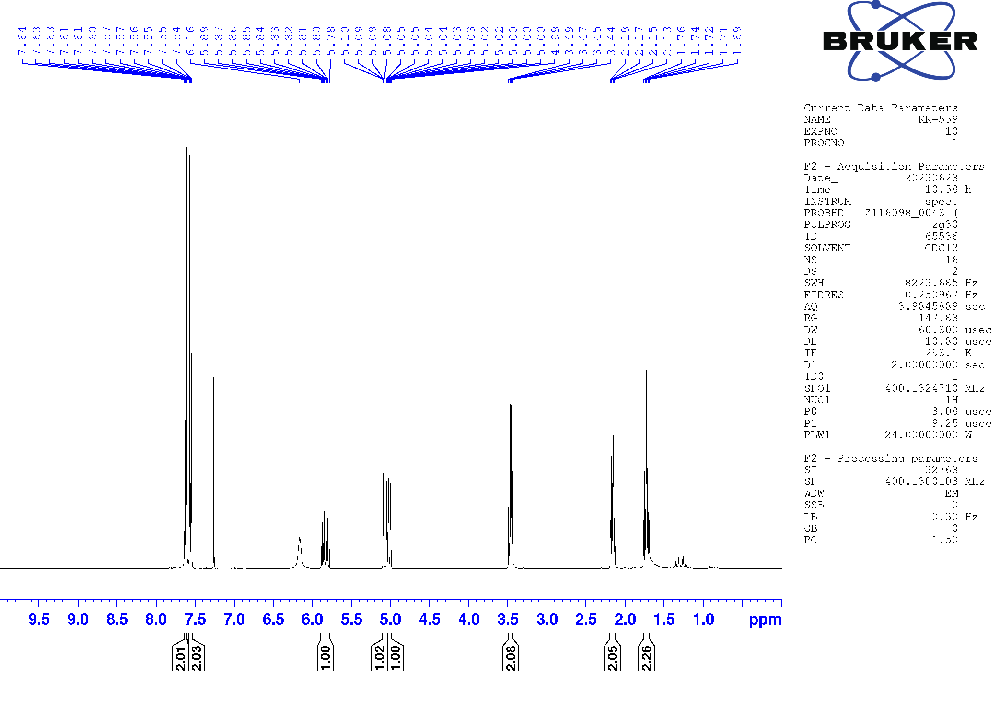 7.64
7.63
7.63
7.61
7.61
7.60
7.57
7.57
7.56
7.55
7.55
7.54
6.16
5.89
5.87
5.86
5.85
5.84
5.83
5.82
5.81
5.80
5.78
5.10
5.09
5.09
5.08
5.05
5.05
5.04
5.04
5.03
5.03
5.02
5.02
5.00
5.00
5.00
4.99
3.49
3.47
3.45
3.44
2.18
2.17
2.15
2.13
1.76
1.74
1.72
1.71
1.69
BRUKER
Current Data Parameters
NAME KK-559
EXPNO 10
PROCNO 1
F2 - Acquisition Parameters
Date_ 20230628
Time 10.58 h
INSTRUM spect
PROBHD Z116098_0048 (
PULPROG zg30
TD 65536
SOLVENT CDCl3
NS 16
DS 2
SWH 8223.685 Hz
FIDRES 0.250967 Hz
AQ 3.9845889 sec
RG 147.88
DW 60.800 usec
DE 10.80 usec
TE 298.1 K
D1 2.00000000 sec
TD0 1
SFO1 400.1324710 MHz
NUC1 1H
P0 3.08 usec
P1 9.25 usec
PLW1 24.00000000 W
F2 - Processing parameters
SI 32768
SF 400.1300103 MHz
WDW EM
SSB 0
LB 0.30 Hz
GB 0
PC 1.50
9.5 9.0 8.5 8.0 7.5 7.0 6.5 6.0 5.5 5.0 4.5 4.0 3.5 3.0 2.5 2.0 1.5 1.0 ppm
2.01
2.03
1.00
1.02
1.00
2.08
2.05
2.26